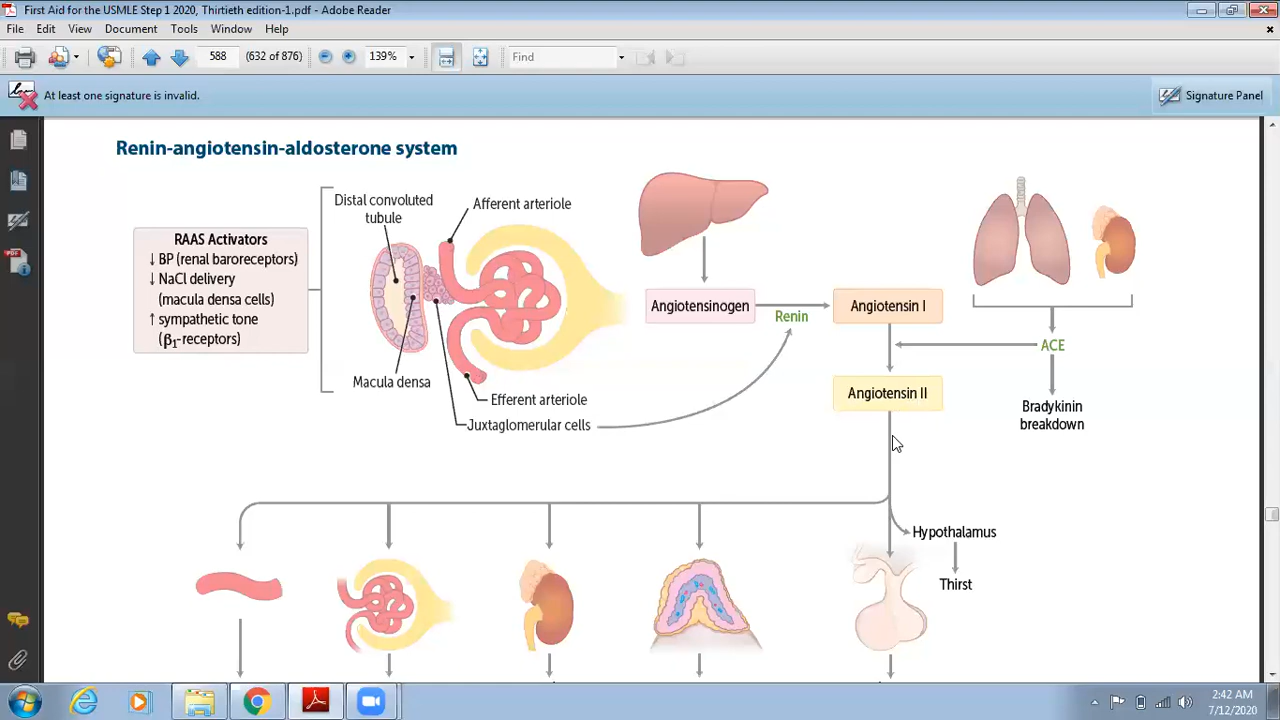 First Aid for the USMLE Step 1 2020, Thirtieth edition-1.pdf - Adobe Reader
File Edit View Document Tools Window Help
588 (632 of 876) 139% Find
At least one signature is invalid.
Signature Panel
Renin-angiotensin-aldosterone system
RAAS Activators
↓ BP (renal baroreceptors)
↓ NaCl delivery
(macula densa cells)
↑ sympathetic tone
(β1-receptors)
Distal convoluted
tubule
Afferent arteriole
Macula densa
Efferent arteriole
Juxtaglomerular cells
Angiotensinogen
Renin
Angiotensin I
ACE
Angiotensin II
Bradykinin
breakdown
Hypothalamus
Thirst
2:42 AM
7/12/2020